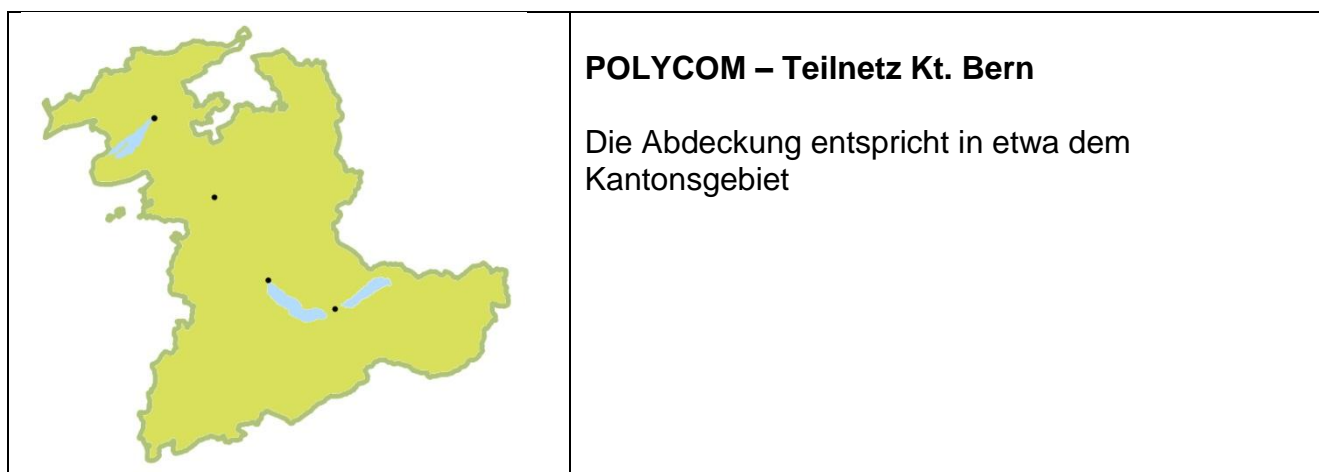 POLYCOM – Teilnetz Kt. Bern
Die Abdeckung entspricht in etwa dem
Kantonsgebiet